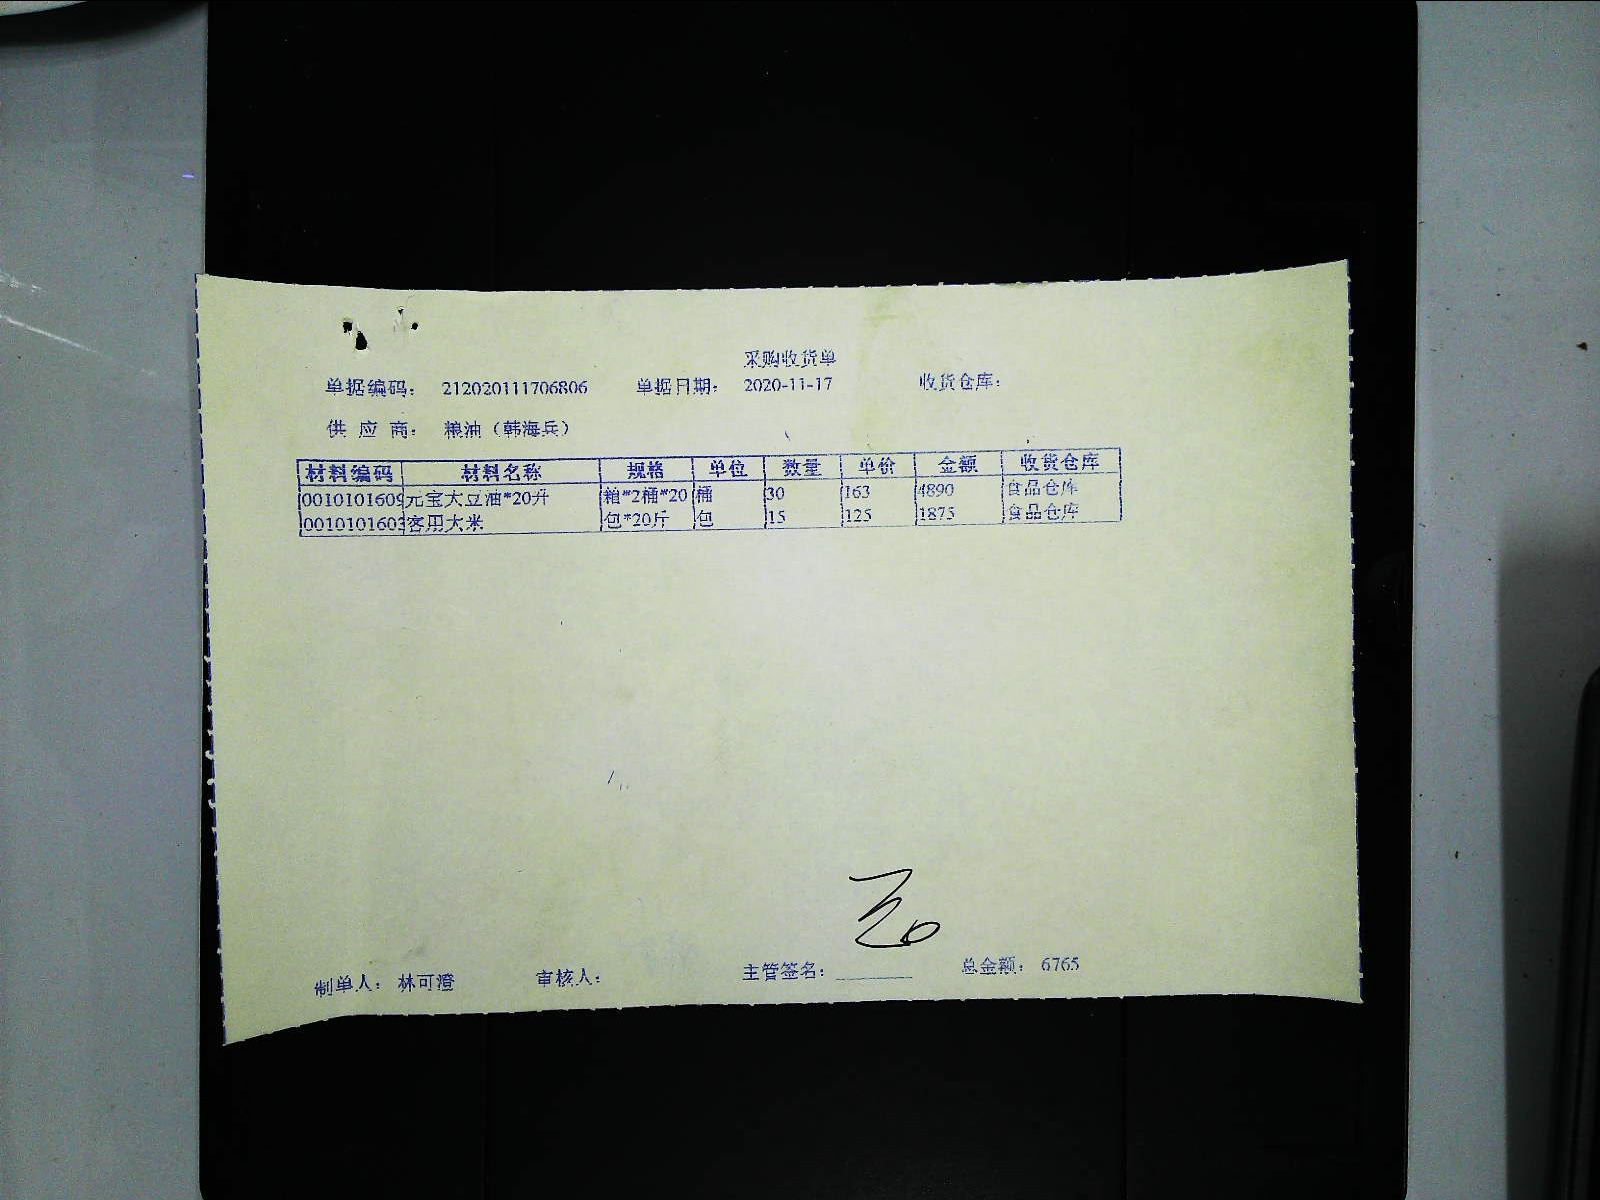 采购收货单
单据编码： 212020111706806 单据日期： 2020-11-17 收货仓库：
供 应 商： 粮油（韩海兵）
材料编码 材料名称 规格 单位 数量 单价 金额 收货仓库
0010101609 元宝大豆油*20升 箱*2桶*20 桶 30 163 4890 食品仓库
0010101603 客用大米 包*20斤 包 15 125 1875 食品仓库
制单人： 林可澄 审核人： 主管签名： 总金额： 6765